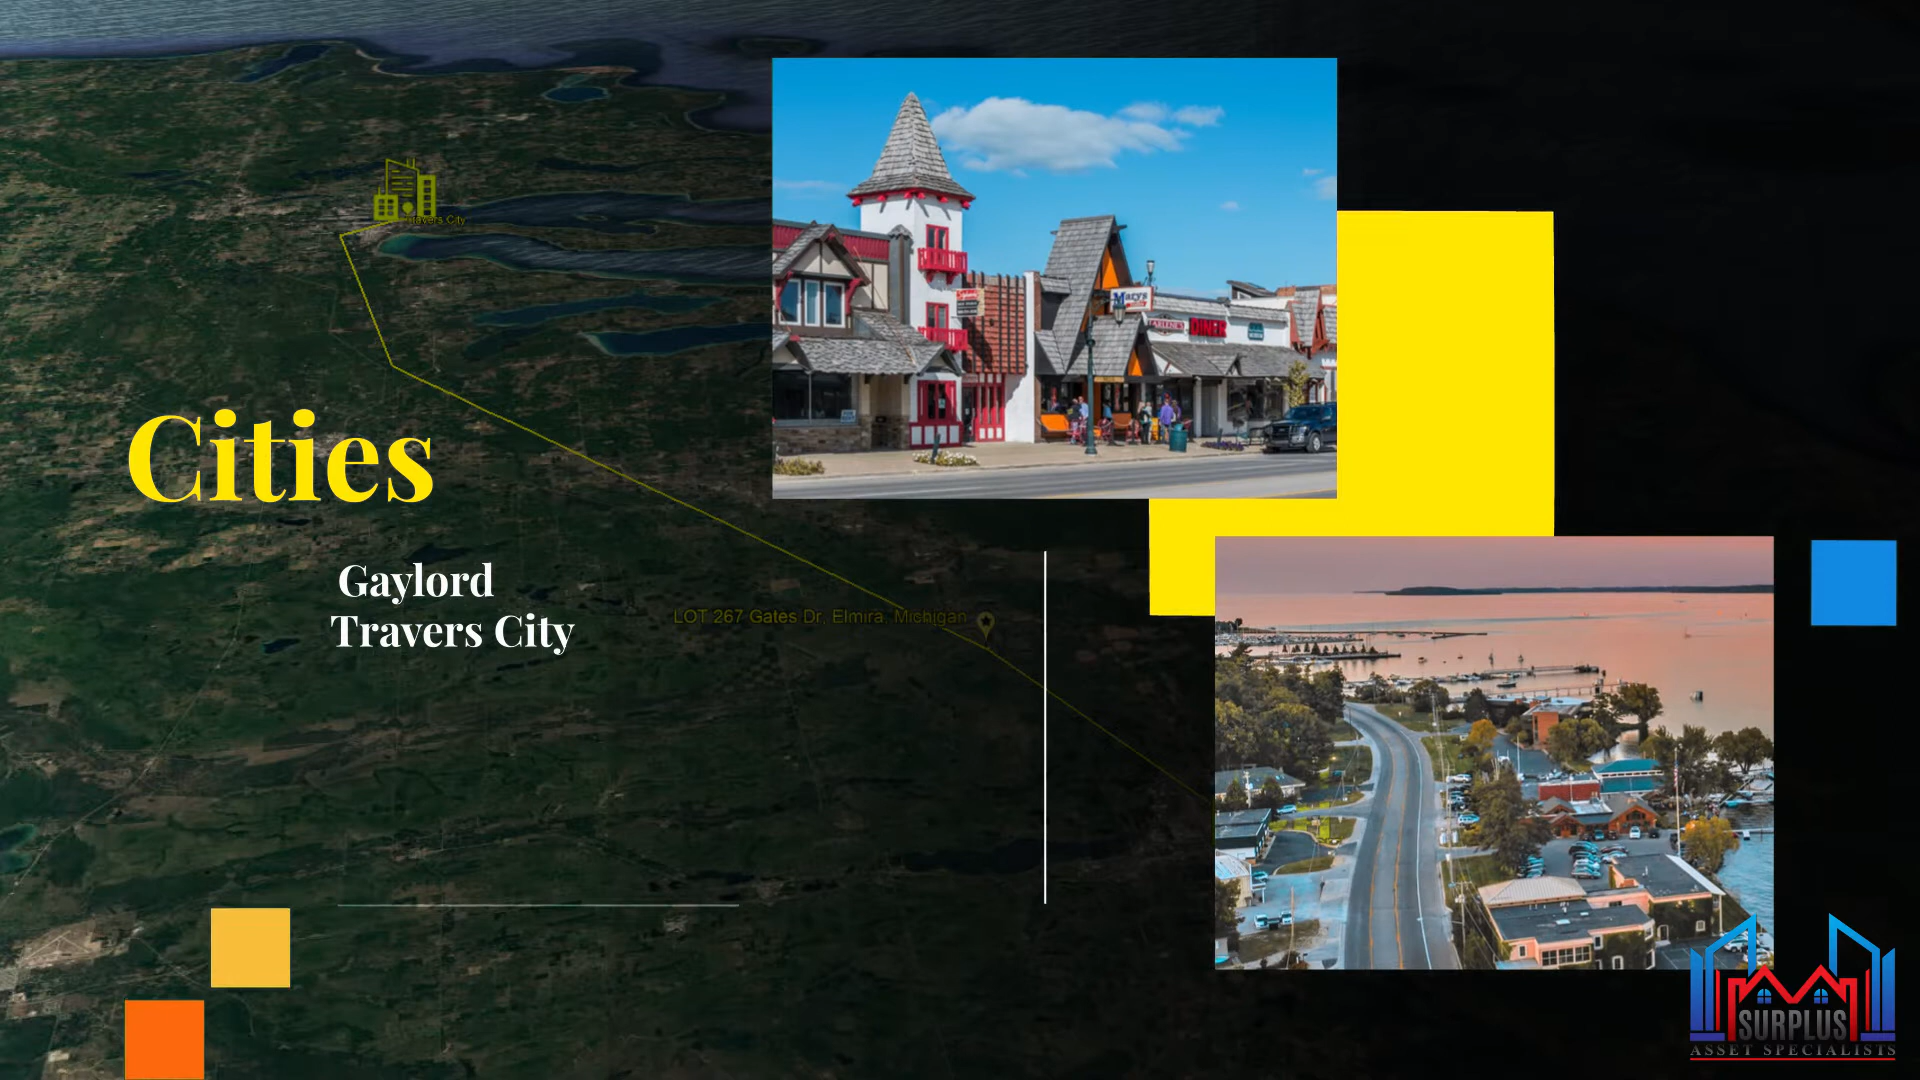 Cities
Gaylord
Travers City
Travers City
LOT 267 Gates Dr, Elmira, Michigan
Mary's
DINER
SURPLUS
ASSET SPECIALISTS